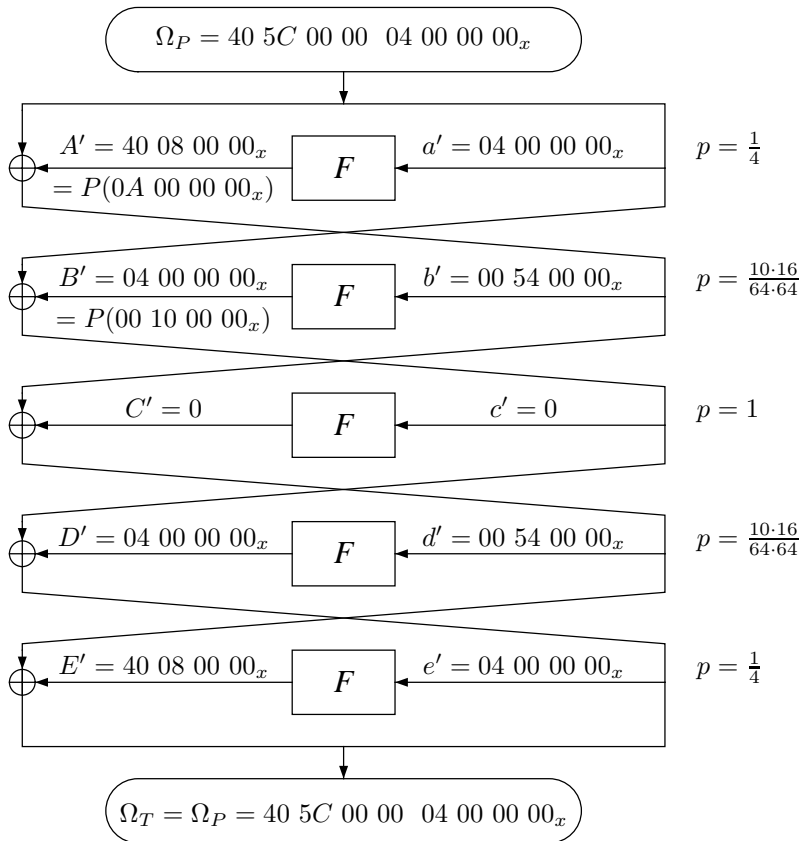 Ω_P = 40 5C 00 00  04 00 00 00_x
A′ = 40 08 00 00_x F a′ = 04 00 00 00_x p = 1/4
= P(0A 00 00 00_x)
B′ = 04 00 00 00_x F b′ = 00 54 00 00_x p = 10·16/64·64
= P(00 10 00 00_x)
C′ = 0 F c′ = 0 p = 1
D′ = 04 00 00 00_x F d′ = 00 54 00 00_x p = 10·16/64·64
E′ = 40 08 00 00_x F e′ = 04 00 00 00_x p = 1/4
Ω_T = Ω_P = 40 5C 00 00  04 00 00 00_x